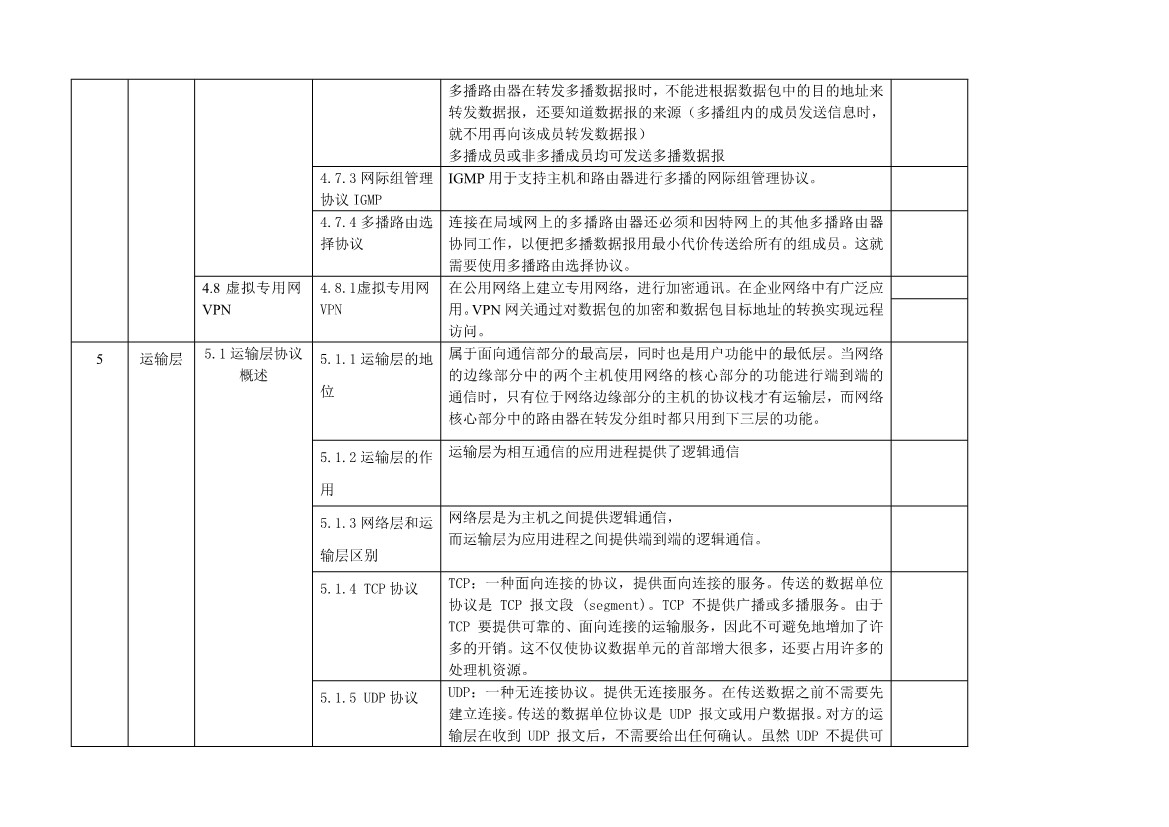 多播路由器在转发多播数据报时，不能进根据数据包中的目的地址来
转发数据报，还要知道数据报的来源（多播组内的成员发送信息时，
就不用再向该成员转发数据报）
多播成员或非多播成员均可发送多播数据报
4.7.3 网际组管理
协议 IGMP
IGMP 用于支持主机和路由器进行多播的网际组管理协议。
4.7.4 多播路由选
择协议
连接在局域网上的多播路由器还必须和因特网上的其他多播路由器
协同工作，以便把多播数据报用最小代价传送给所有的组成员。这就
需要使用多播路由选择协议。
4.8 虚拟专用网
VPN
4.8.1虚拟专用网
VPN
在公用网络上建立专用网络，进行加密通讯。在企业网络中有广泛应
用。VPN 网关通过对数据包的加密和数据包目标地址的转换实现远程
访问。
5
运输层
5.1 运输层协议
概述
5.1.1 运输层的地
位
属于面向通信部分的最高层，同时也是用户功能中的最低层。当网络
的边缘部分中的两个主机使用网络的核心部分的功能进行端到端的
通信时，只有位于网络边缘部分的主机的协议栈才有运输层，而网络
核心部分中的路由器在转发分组时都只用到下三层的功能。
5.1.2 运输层的作
用
运输层为相互通信的应用进程提供了逻辑通信
5.1.3 网络层和运
输层区别
网络层是为主机之间提供逻辑通信，
而运输层为应用进程之间提供端到端的逻辑通信。
5.1.4 TCP 协议
TCP：一种面向连接的协议，提供面向连接的服务。传送的数据单位
协议是 TCP 报文段 (segment)。TCP 不提供广播或多播服务。由于
TCP 要提供可靠的、面向连接的运输服务，因此不可避免地增加了许
多的开销。这不仅使协议数据单元的首部增大很多，还要占用许多的
处理机资源。
5.1.5 UDP 协议
UDP：一种无连接协议。提供无连接服务。在传送数据之前不需要先
建立连接。传送的数据单位协议是 UDP 报文或用户数据报。对方的运
输层在收到 UDP 报文后，不需要给出任何确认。虽然 UDP 不提供可